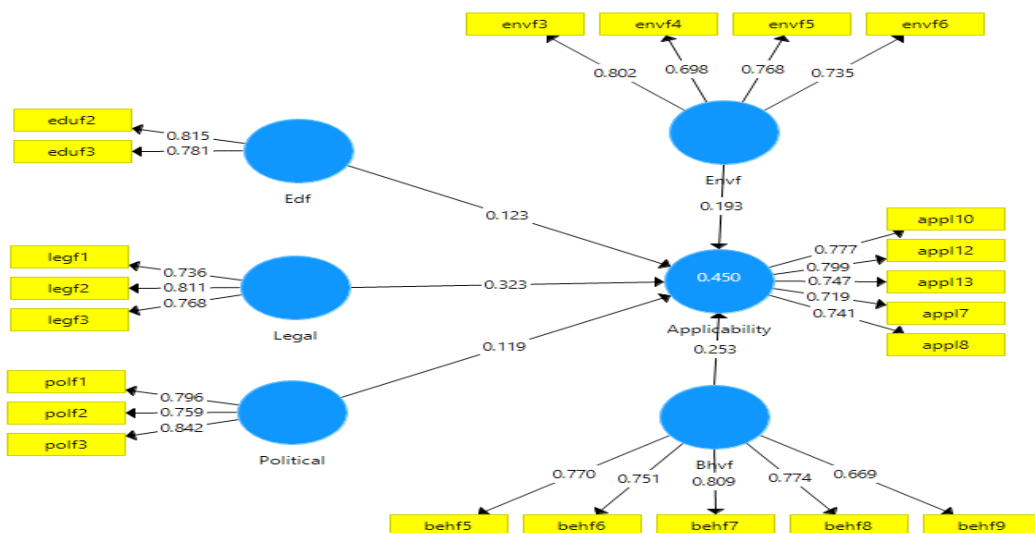 envf3 envf4 envf5 envf6
0.802 0.698 0.768 0.735
Envf
0.193
eduf2
eduf3
0.815
0.781
Edf
0.123
legf1
legf2
legf3
0.736
0.811
0.768
Legal
0.323
polf1
polf2
polf3
0.796
0.759
0.842
Political
0.119
0.450
Applicability
0.777
0.799
0.747
0.719
0.741
appl10
appl12
appl13
appl7
appl8
0.253
Bhvf
0.770 0.751 0.809 0.774 0.669
behf5 behf6 behf7 behf8 behf9